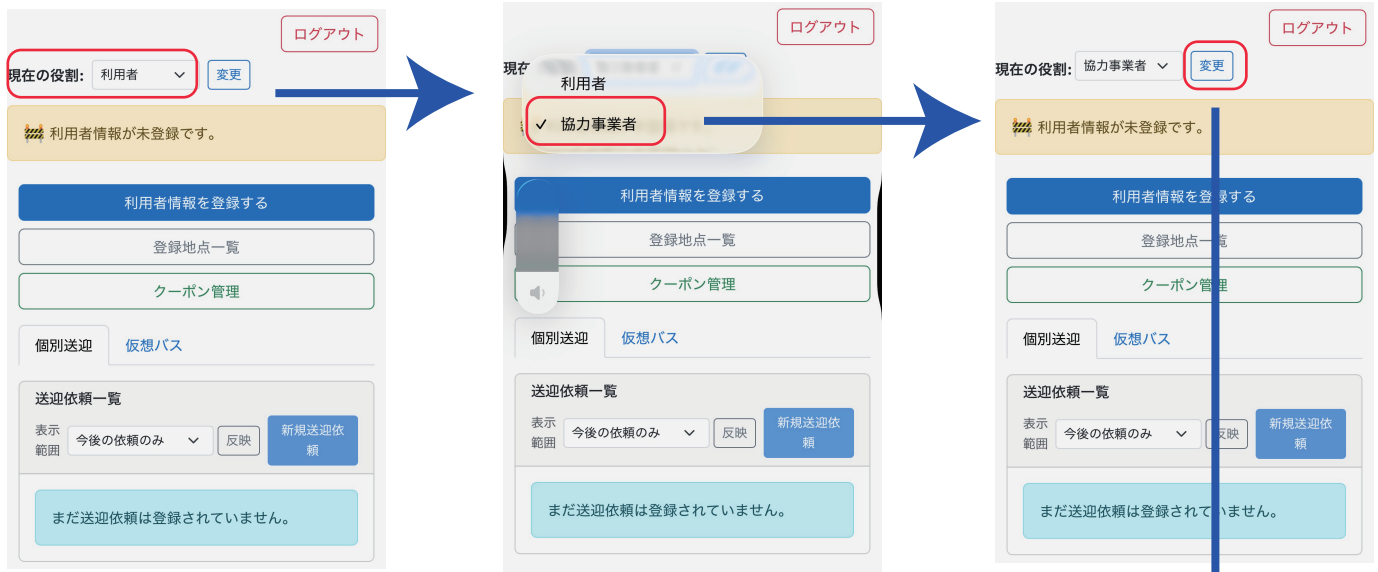 ログアウト
現在の役割: 利用者 変更
🚧 利用者情報が未登録です。
利用者情報を登録する
登録地点一覧
クーポン管理
個別送迎 仮想バス
送迎依頼一覧
表示
範囲
今後の依頼のみ
反映
新規送迎依
頼
まだ送迎依頼は登録されていません。
ログアウト
現在
利用者
✓ 協力事業者
利用者情報を登録する
登録地点一覧
クーポン管理
個別送迎 仮想バス
送迎依頼一覧
表示
範囲
今後の依頼のみ
反映
新規送迎依
頼
まだ送迎依頼は登録されていません。
ログアウト
現在の役割: 協力事業者 変更
🚧 利用者情報が未登録です。
利用者情報を登録する
登録地点一覧
クーポン管理
個別送迎 仮想バス
送迎依頼一覧
表示
範囲
今後の依頼のみ
反映
新規送迎依
頼
まだ送迎依頼は登録されていません。